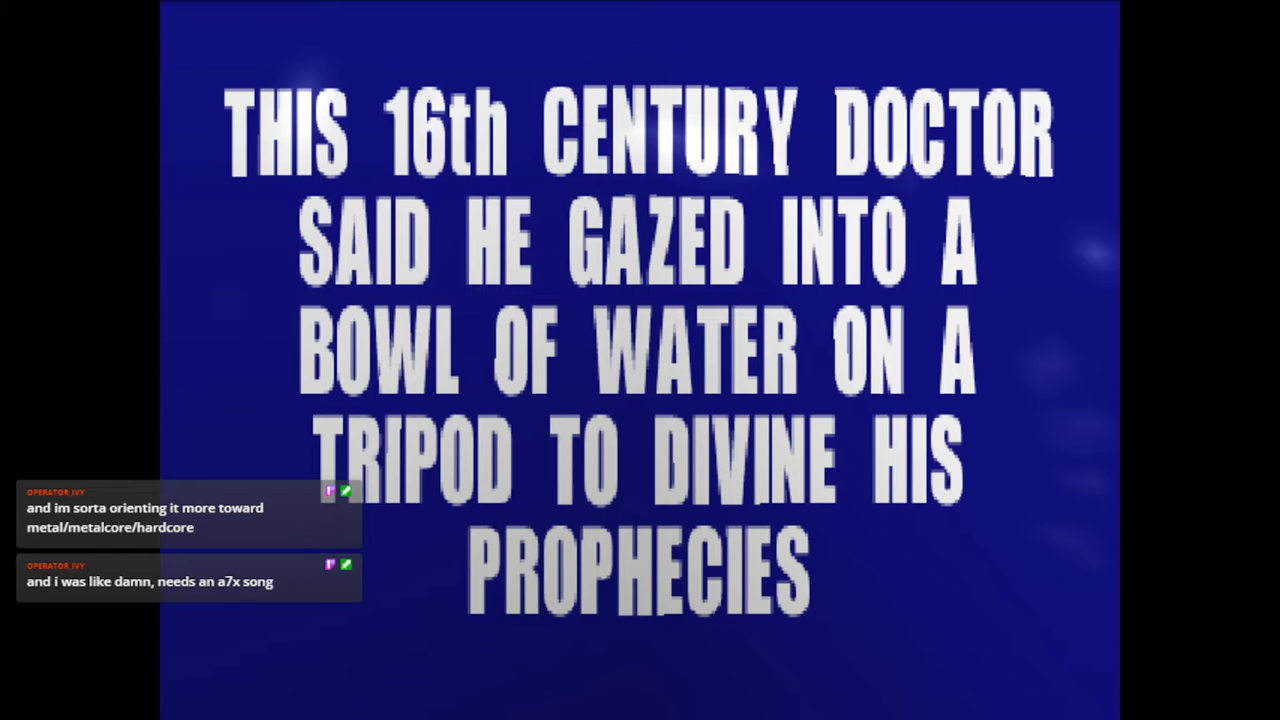 THIS 16th CENTURY DOCTOR
SAID HE GAZED INTO A
BOWL OF WATER ON A
TRIPOD TO DIVINE HIS
PROPHECIES
OPERATOR_IVY
and im sorta orienting it more toward
metal/metalcore/hardcore
OPERATOR_IVY
and i was like damn, needs an a7x song